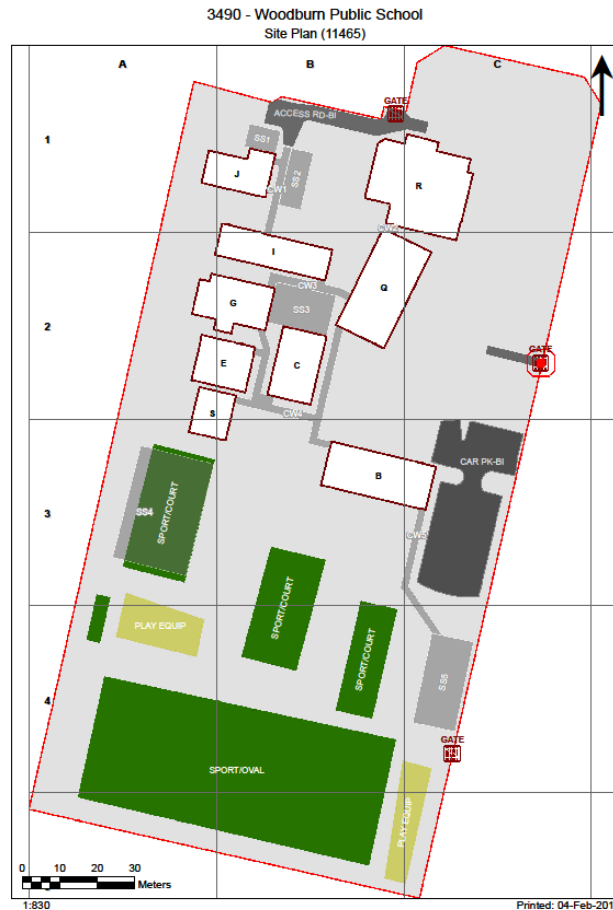 3490 - Woodburn Public School
Site Plan (11465)
A
B
C
GATE
ACCESS RD-BI
1
SS1
J
CW1
SS2
R
I
CW3
Q
G
SS3
2
E
C
GATE
S
CW4
B
CAR PK-BI
SS4
SPORT/COURT
3
CW5
SPORT/COURT
PLAY EQUIP
SPORT/COURT
SS5
4
GATE
SPORT/OVAL
PLAY EQUIP
0 10 20 30
Meters
1:830
Printed: 04-Feb-201